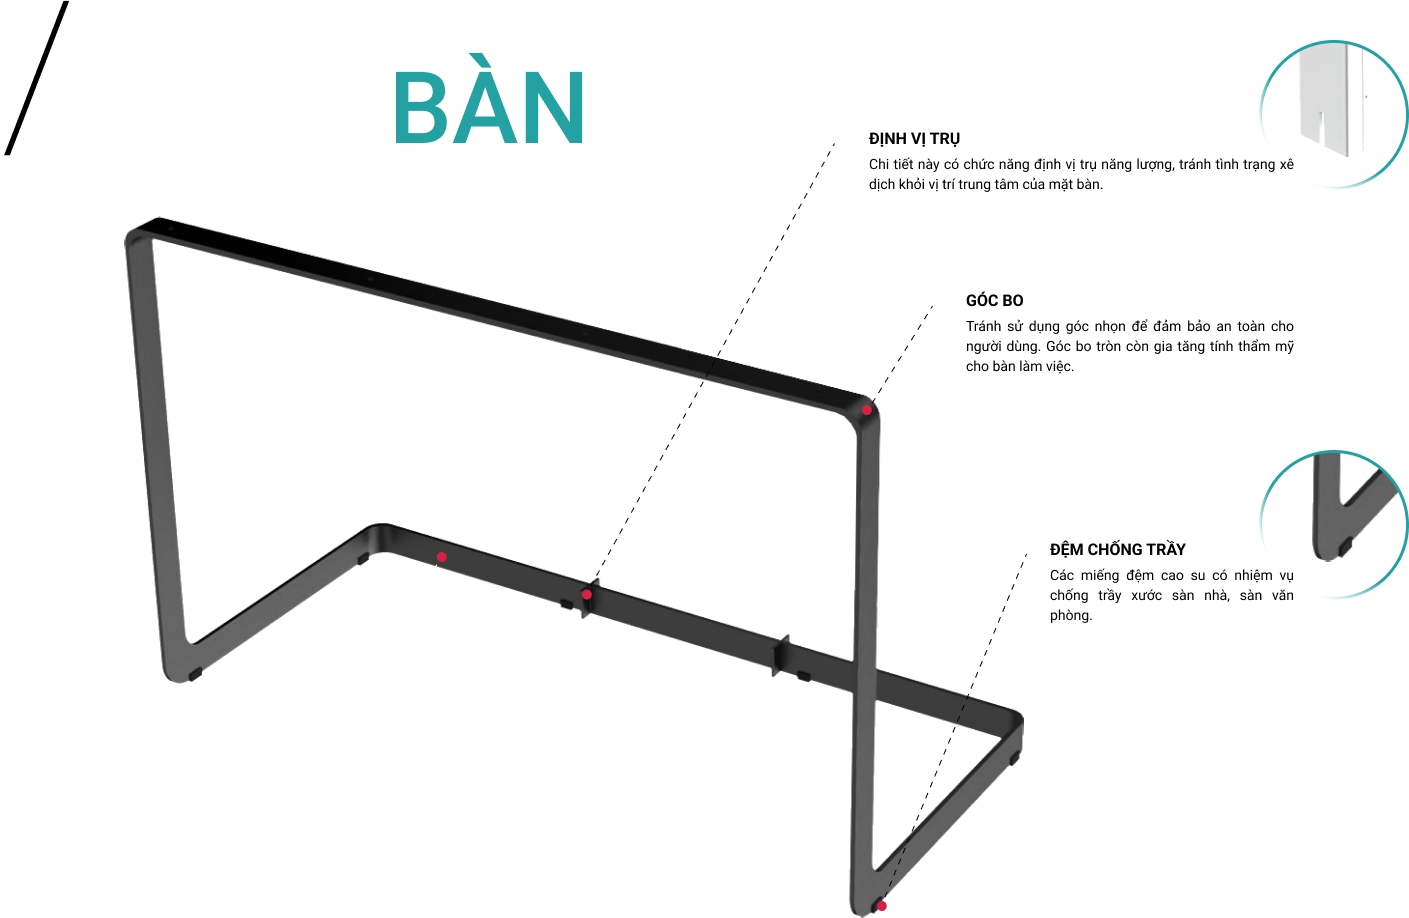 BÀN
ĐỊNH VỊ TRỤ
Chi tiết này có chức năng định vị trụ năng lượng, tránh tình trạng xê
dịch khỏi vị trí trung tâm của mặt bàn.
GÓC BO
Tránh sử dụng góc nhọn để đảm bảo an toàn cho
người dùng. Góc bo tròn còn gia tăng tính thẩm mỹ
cho bàn làm việc.
ĐỆM CHỐNG TRẦY
Các miếng đệm cao su có nhiệm vụ
chống trầy xước sàn nhà, sàn văn
phòng.